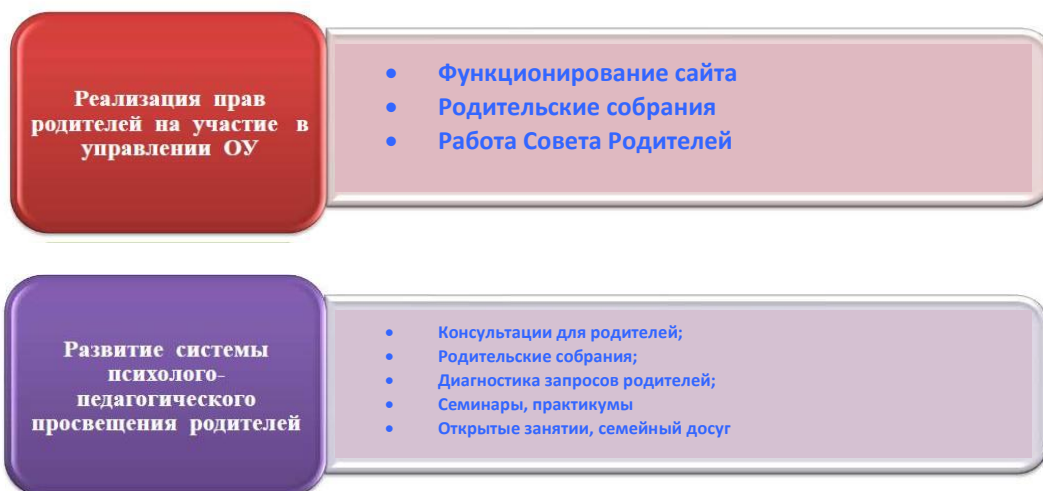 Реализация прав
родителей на участие в
управлении ОУ
• Функционирование сайта
• Родительские собрания
• Работа Совета Родителей
Развитие системы
психолого-
педагогического
просвещения родителей
• Консультации для родителей;
• Родительские собрания;
• Диагностика запросов родителей;
• Семинары, практикумы
• Открытые занятии, семейный досуг